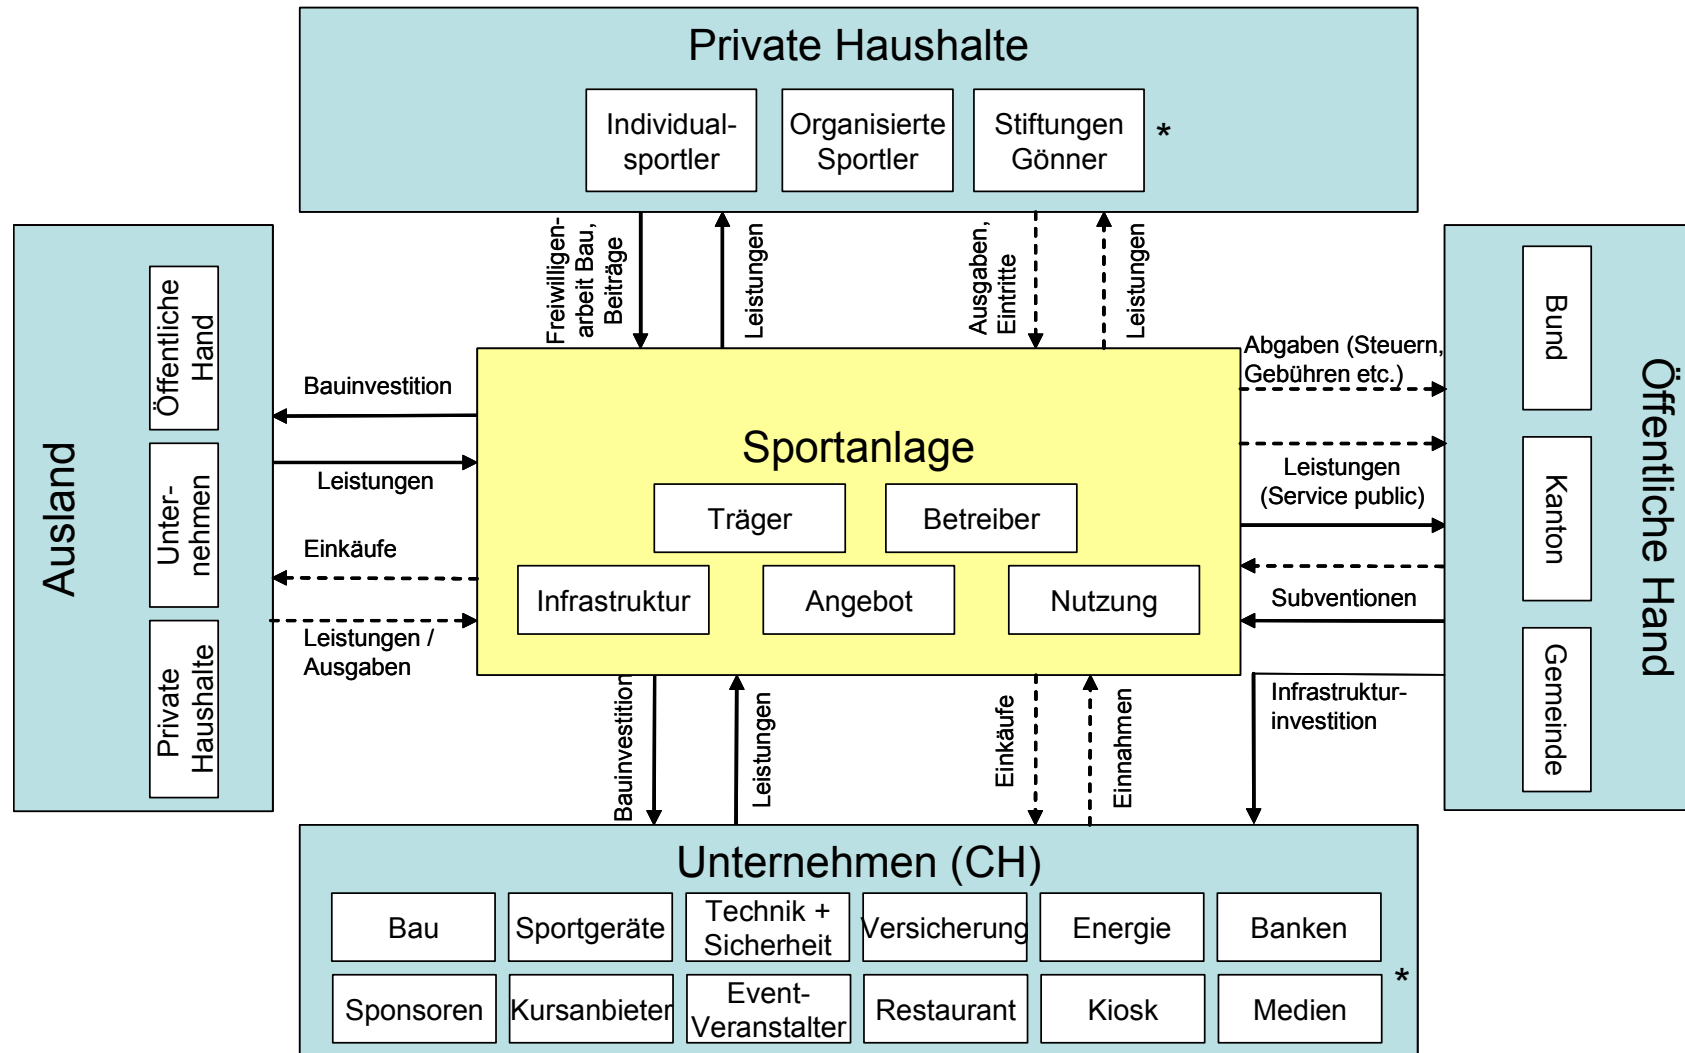 Private Haushalte
Individual-
sportler
Organisierte
Sportler
Stiftungen
Gönner
*
Freiwilligen-
arbeit Bau,
Beiträge
Leistungen
Ausgaben,
Eintritte
Leistungen
Ausland
Öffentliche
Hand
Unter-
nehmen
Private
Haushalte
Bauinvestition
Leistungen
Einkäufe
Leistungen /
Ausgaben
Sportanlage
Träger
Betreiber
Infrastruktur
Angebot
Nutzung
Abgaben (Steuern,
Gebühren etc.)
Leistungen
(Service public)
Subventionen
Infrastruktur-
investition
Öffentliche Hand
Bund
Kanton
Gemeinde
Bauinvestition
Leistungen
Einkäufe
Einnahmen
Unternehmen (CH)
Bau
Sportgeräte
Technik +
Sicherheit
Versicherung
Energie
Banken
Sponsoren
Kursanbieter
Event-
Veranstalter
Restaurant
Kiosk
Medien
*